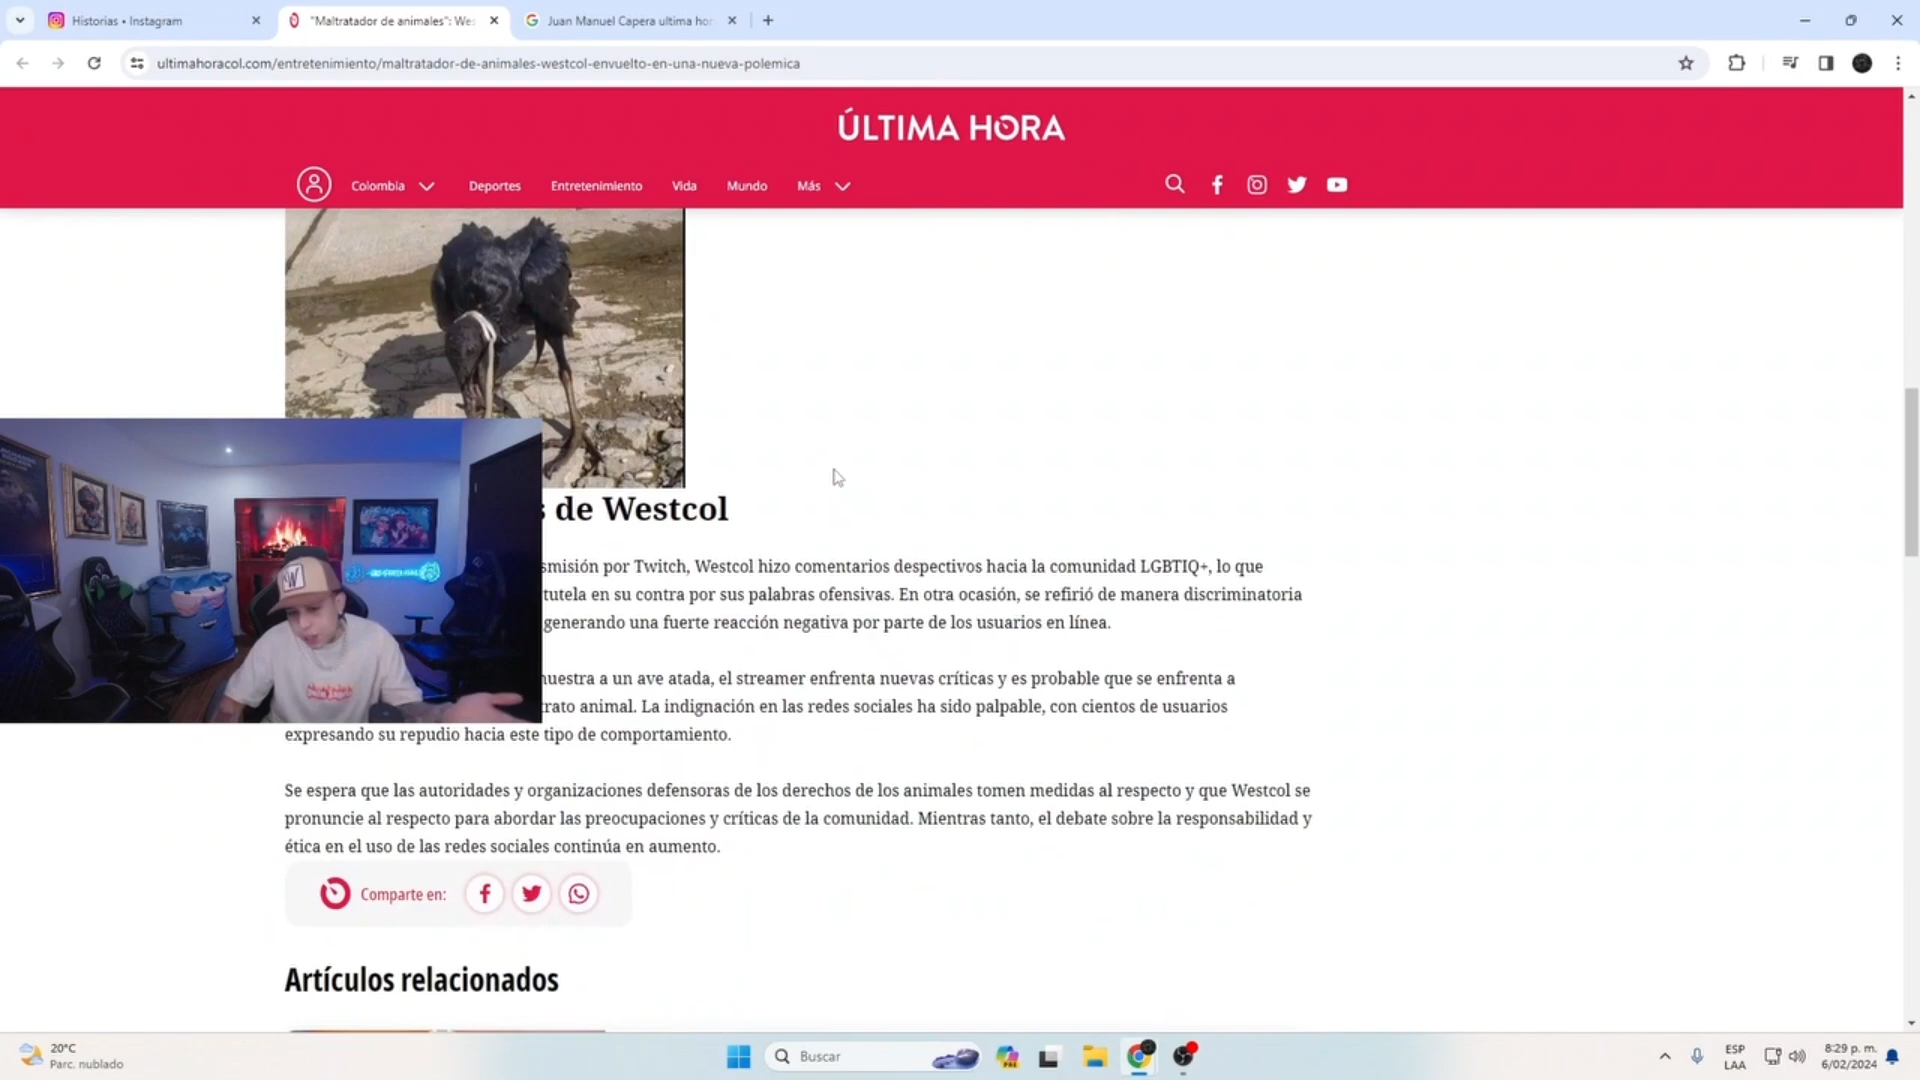 Historias • Instagram
"Maltratador de animales": Wes
Juan Manuel Capera ultima hor
ultimahoracol.com/entretenimiento/maltratador-de-animales-westcol-envuelto-en-una-nueva-polemica
ÚLTIMA HORA
Colombia Deportes Entretenimiento Vida Mundo Más
de Westcol
smisión por Twitch, Westcol hizo comentarios despectivos hacia la comunidad LGBTIQ+, lo que
tutela en su contra por sus palabras ofensivas. En otra ocasión, se refirió de manera discriminatoria
generando una fuerte reacción negativa por parte de los usuarios en línea.
uestra a un ave atada, el streamer enfrenta nuevas críticas y es probable que se enfrenta a
trato animal. La indignación en las redes sociales ha sido palpable, con cientos de usuarios
expresando su repudio hacia este tipo de comportamiento.
Se espera que las autoridades y organizaciones defensoras de los derechos de los animales tomen medidas al respecto y que Westcol se
pronuncie al respecto para abordar las preocupaciones y críticas de la comunidad. Mientras tanto, el debate sobre la responsabilidad y
ética en el uso de las redes sociales continúa en aumento.
Comparte en:
Artículos relacionados
20°C
Parc. nublado
Buscar
PRE
ESP
LAA
8:29 p. m.
6/02/2024